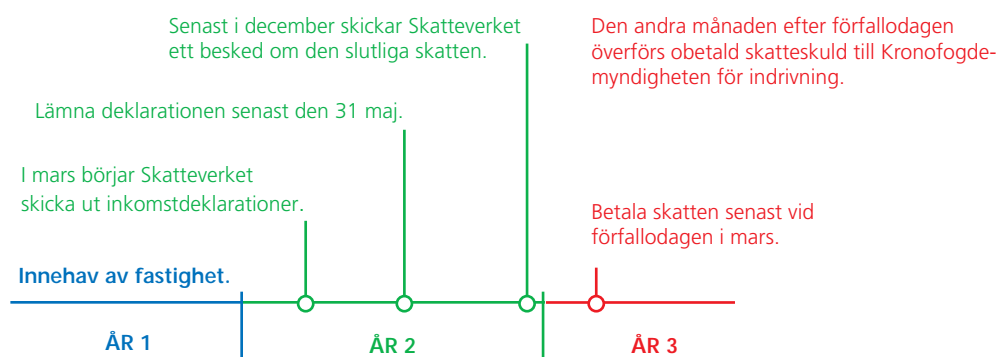 Senast i december skickar Skatteverket
ett besked om den slutliga skatten.
Den andra månaden efter förfallodagen
överförs obetald skatteskuld till Kronofogde-
myndigheten för indrivning.
Lämna deklarationen senast den 31 maj.
I mars börjar Skatteverket
skicka ut inkomstdeklarationer.
Betala skatten senast vid
förfallodagen i mars.
Innehav av fastighet.
ÅR 1
ÅR 2
ÅR 3